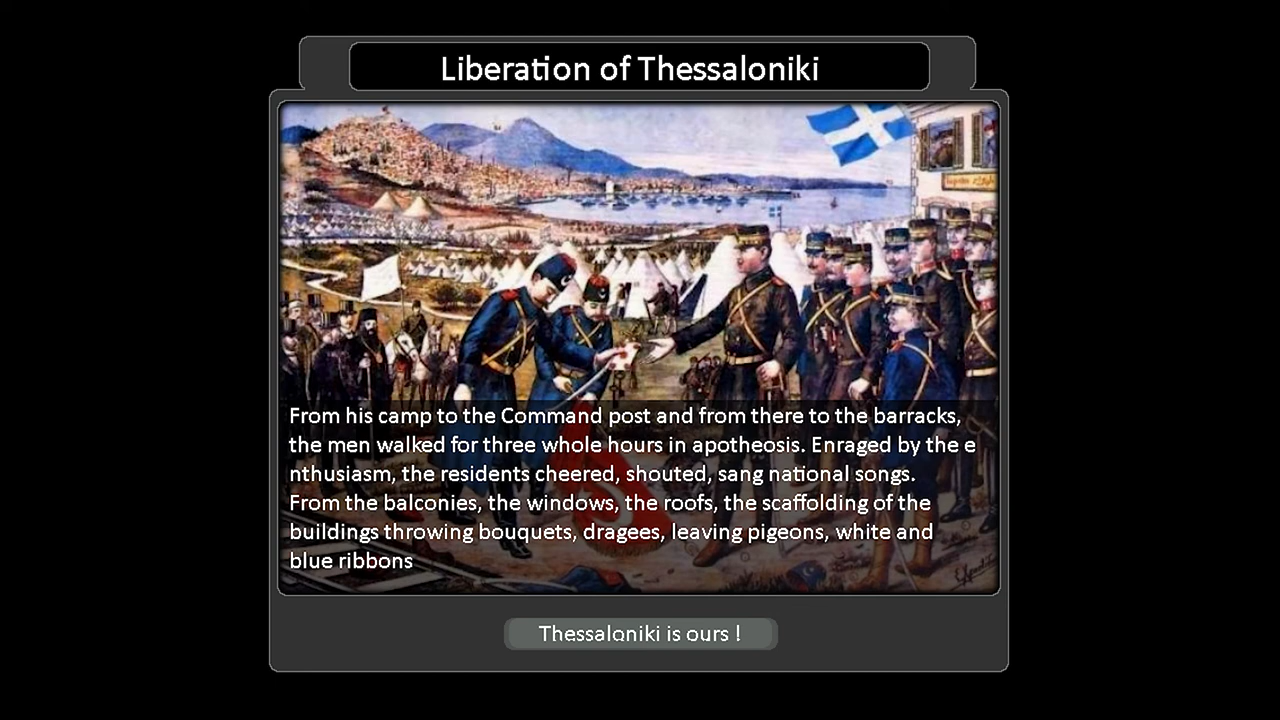 Liberation of Thessaloniki
From his camp to the Command post and from there to the barracks,
the men walked for three whole hours in apotheosis. Enraged by the e
nthusiasm, the residents cheered, shouted, sang national songs.
From the balconies, the windows, the roofs, the scaffolding of the
buildings throwing bouquets, dragees, leaving pigeons, white and
blue ribbons
Thessaloniki is ours !